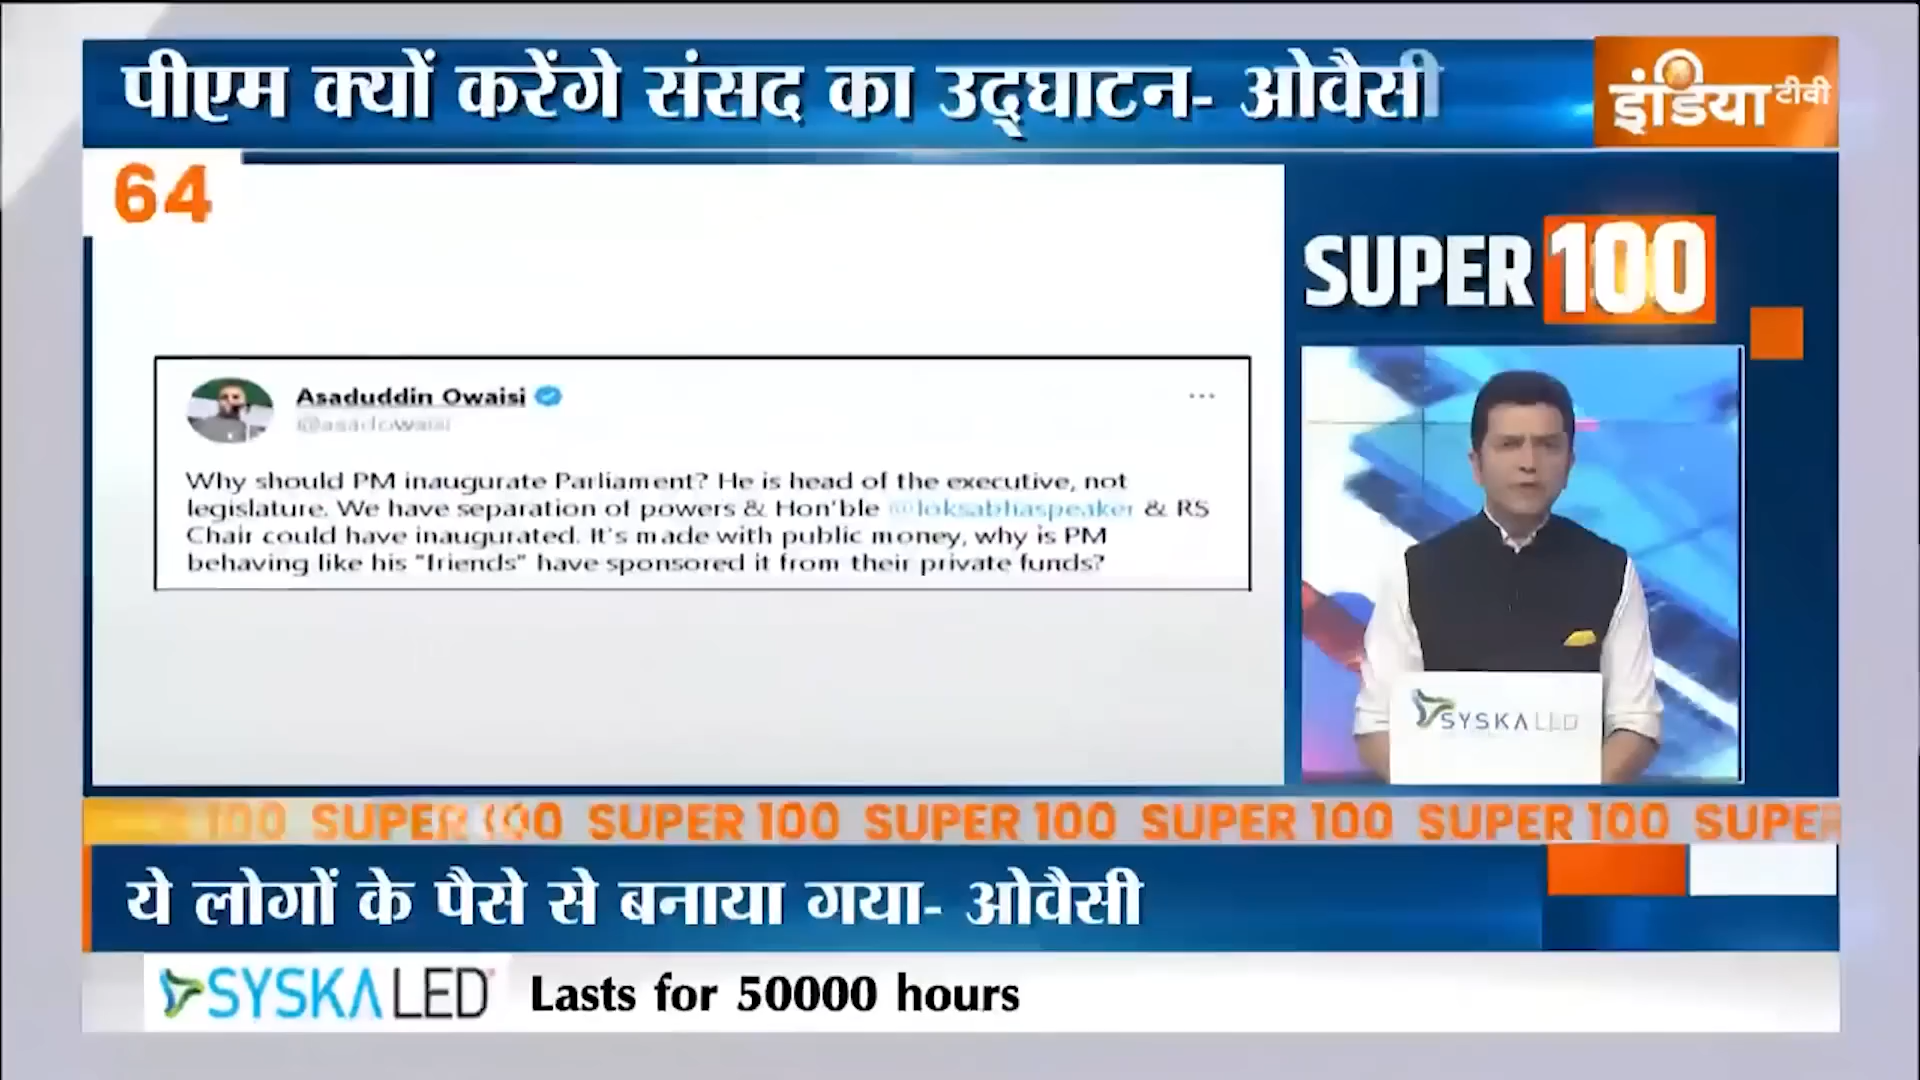 पीएम क्यों करेंगे संसद का उद्घाटन- ओवैसी
इंडिया टीवी
64
SUPER 100
Asaduddin Owaisi
@asadowaisi
Why should PM inaugurate Parliament? He is head of the executive, not
legislature. We have separation of powers & Hon'ble @loksabhaspeaker & RS
Chair could have inaugurated. It's made with public money, why is PM
behaving like his "friends" have sponsored it from their private funds?
SYSKA LED
100 SUPER 100 SUPER 100 SUPER 100 SUPER 100 SUPER 100 SUPER
ये लोगों के पैसे से बनाया गया- ओवैसी
SYSKA LED Lasts for 50000 hours